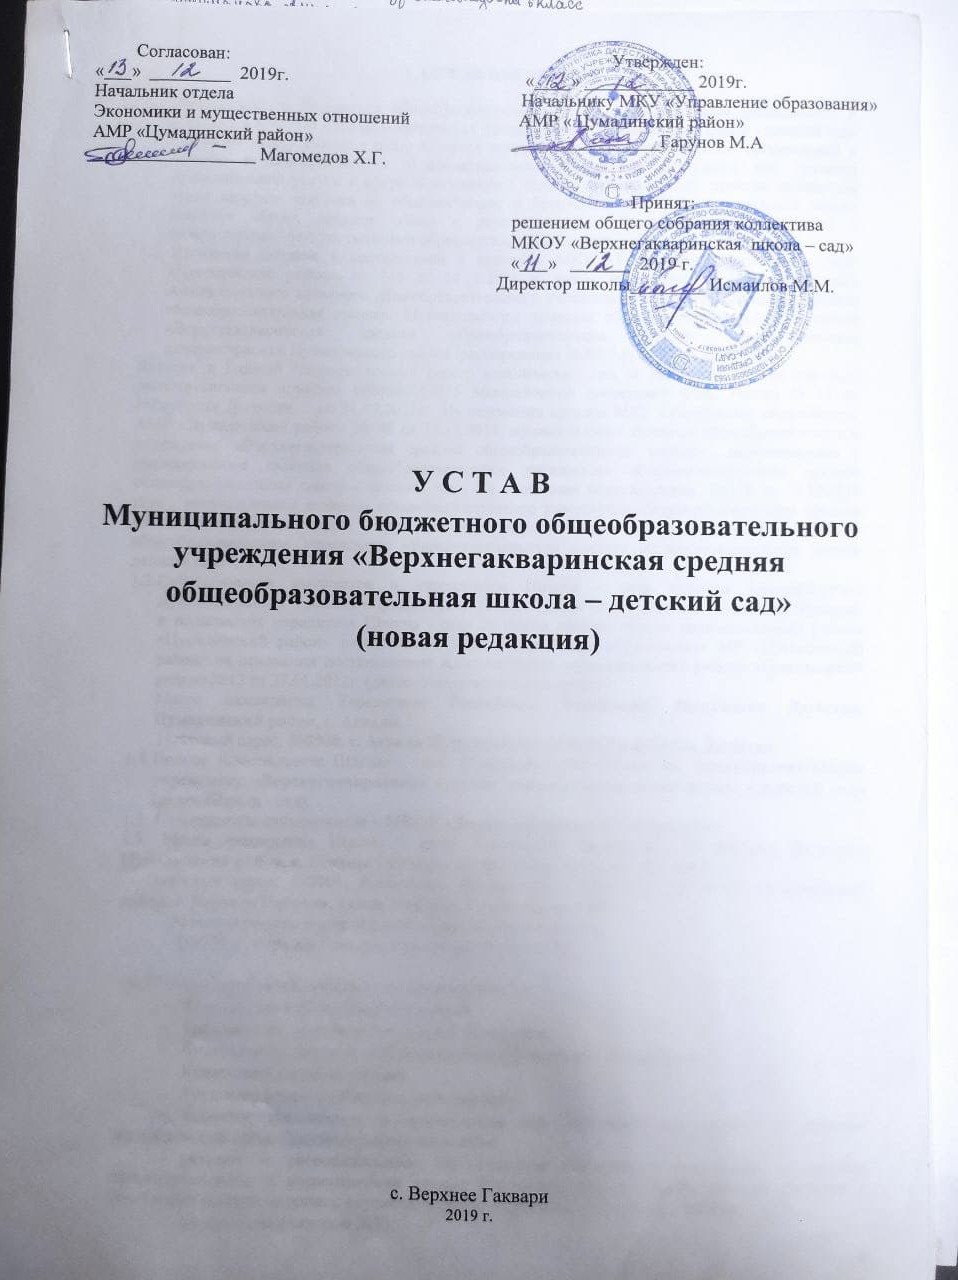 Согласован:
«13» 12 2019г.
Начальник отдела
Экономики и мущественных отношений
АМР «Цумадинский район»
Магомедов Х.Г.
Утвержден:
«12» 12 2019г.
Начальнику МКУ «Управление образования»
АМР « Цумадинский район»
Гарунов М.А
Принят:
решением общего собрания коллектива
МКОУ «Верхнегакваринская школа – сад»
«11» 12 2019 г.
Директор школы Исмаилов М.М.
У С Т А В
Муниципального бюджетного общеобразовательного
учреждения «Верхнегакваринская средняя
общеобразовательная школа – детский сад»
(новая редакция)
с. Верхнее Гаквари
2019 г.